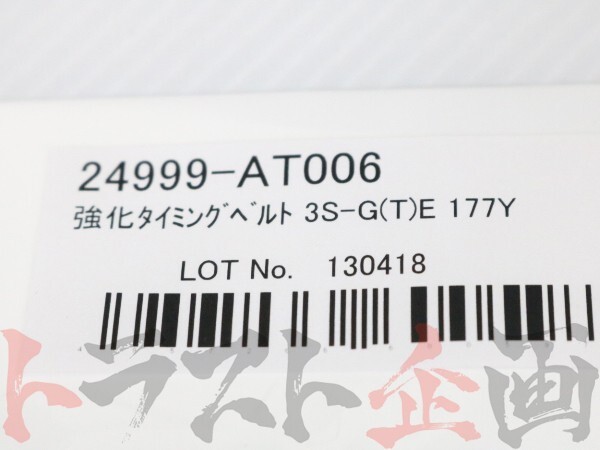 24999-AT006
強化タイミングベルト 3S-G(T)E 177Y
LOT No. 130418
トラスト企画